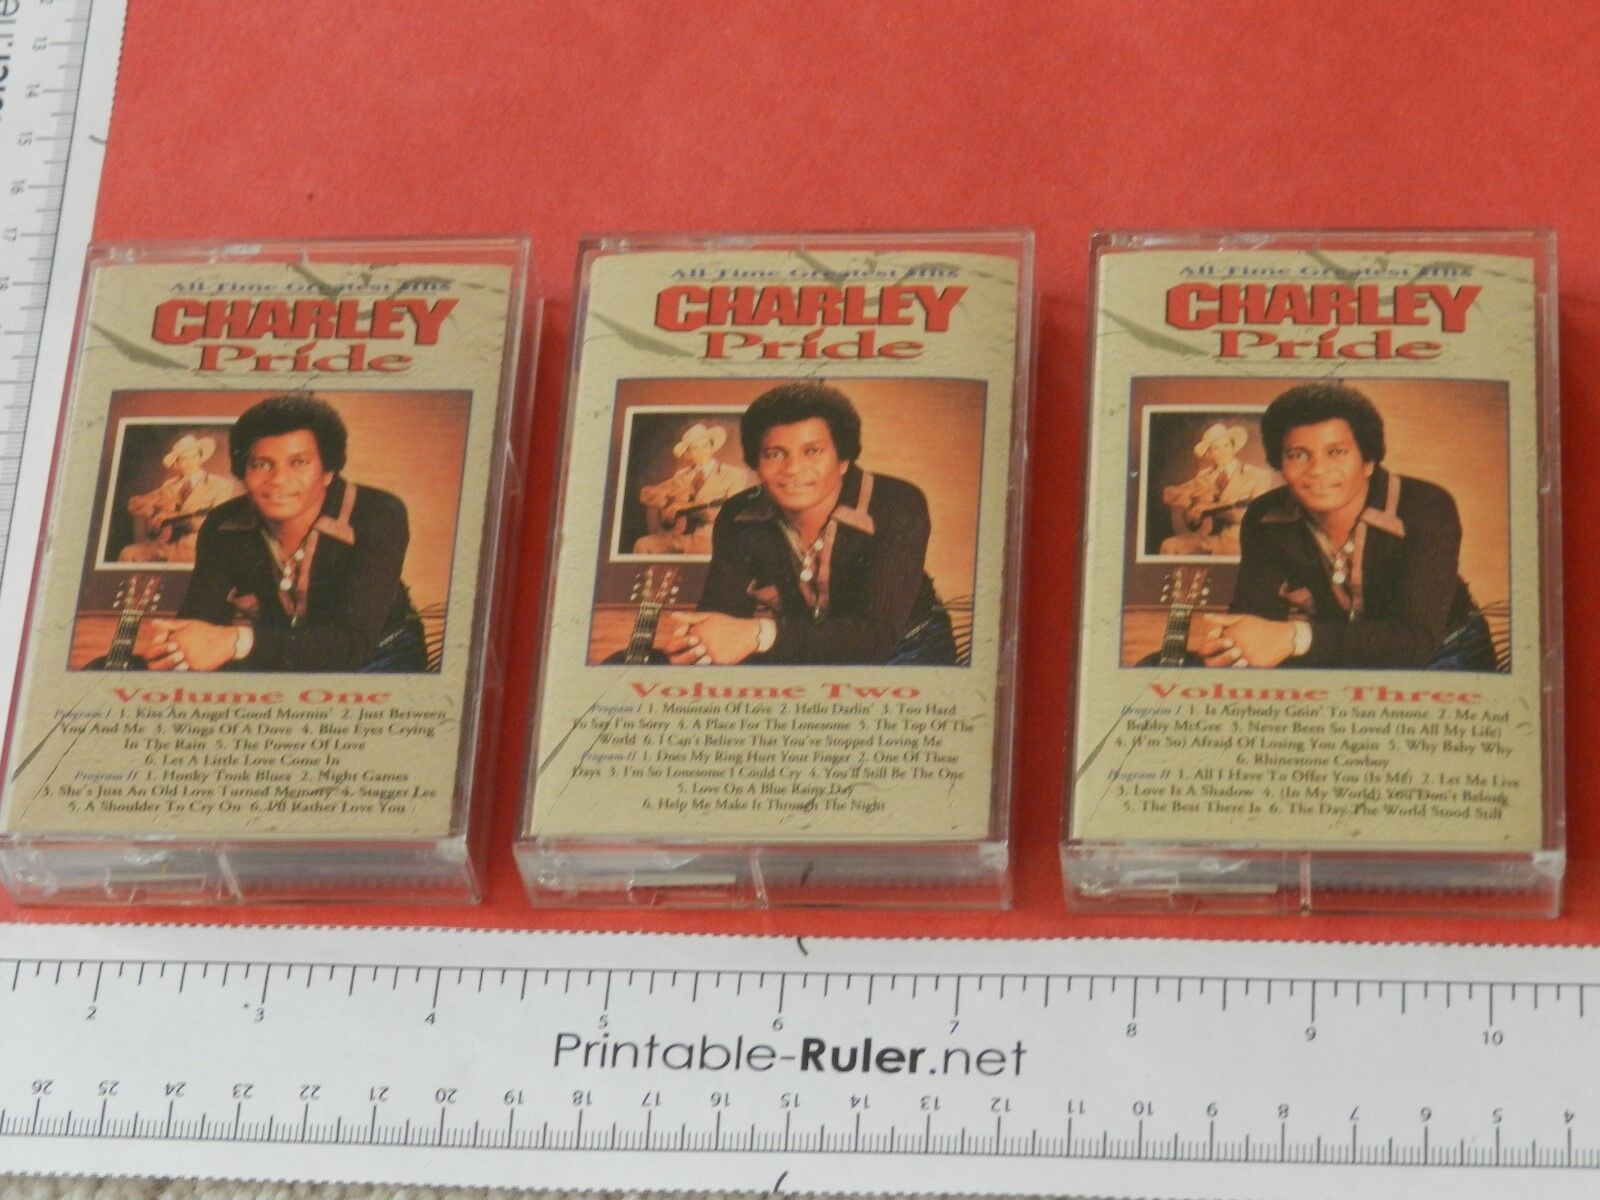 All Time Greatest Hits
CHARLEY
Pride
Volume One
Program I 1. Kiss An Angel Good Mornin' 2. Just Between
You And Me 3. Wings Of A Dove 4. Blue Eyes Crying
In The Rain 5. The Power Of Love
6. Let A Little Love Come In
Program II 1. Honky Tonk Blues 2. Night Games
3. She's Just An Old Love Turned Memory 4. Stagger Lee
5. A Shoulder To Cry On 6. I'll Rather Love You
All Time Greatest Hits
CHARLEY
Pride
Volume Two
Program I 1. Mountain Of Love 2. Hello Darlin' 3. Too Hard
To Say I'm Sorry 4. A Place For The Lonesome 5. The Top Of The
World 6. I Can't Believe That You've Stopped Loving Me
Program II 1. Does My Ring Hurt Your Finger 2. One Of These
Days 3. I'm So Lonesome I Could Cry 4. You'll Still Be The One
5. Love On A Blue Rainy Day
6. Help Me Make It Through The Night
All Time Greatest Hits
CHARLEY
Pride
Volume Three
Program I 1. Is Anybody Goin' To San Antone 2. Me And
Bobby McGee 3. Never Been So Loved (In All My Life)
4. (I'm So) Afraid Of Losing You Again 5. Why Baby Why
6. Rhinestone Cowboy
Program II 1. All I Have To Offer You (Is Me) 2. Let Me Live
3. Love Is A Shadow 4. (In My World) You Don't Belong
5. The Best There Is 6. The Day The World Stood Still
2 3 4 5 6 7 8 9 10
Printable-Ruler.net
26 25 24 23 22 21 20 19 18 17 16 15 14 13 12 11 10 9 8 7 6 5 4
13
14
15
16
17
18